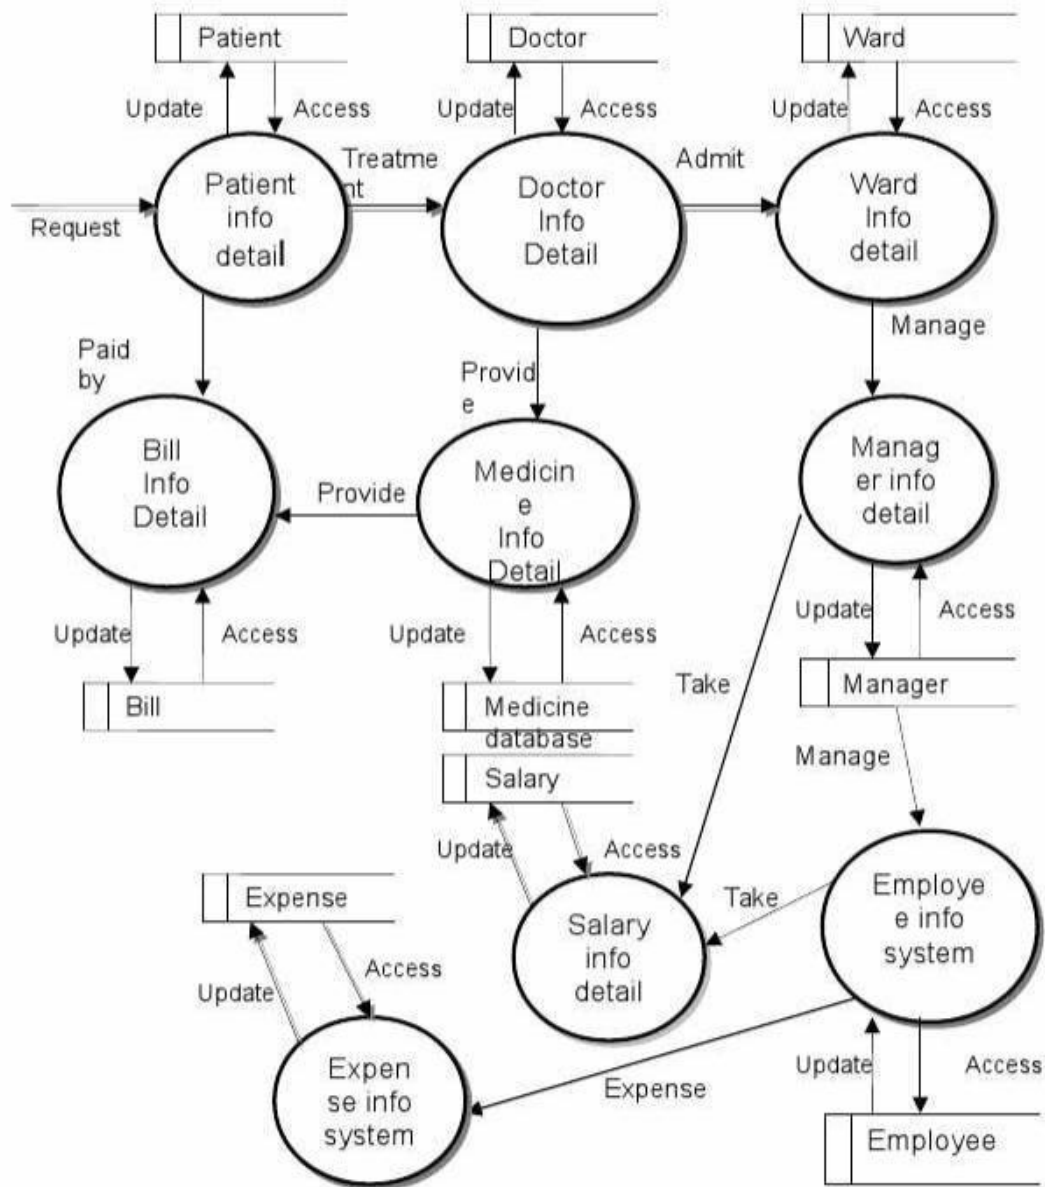 Patient
Doctor
Ward
Update
Access
Update
Access
Update
Access
Treatme
nt
Admit
Request
Patient
info
detail
Doctor
Info
Detail
Ward
Info
detail
Paid
by
Provid
e
Manage
Bill
Info
Detail
Provide
Medicin
e
Info
Detail
Manag
er info
detail
Update
Access
Update
Access
Update
Access
Bill
Medicine
database
Take
Manager
Manage
Salary
Update
Access
Expense
Take
Employe
e info
system
Salary
info
detail
Update
Access
Expen
se info
system
Expense
Update
Access
Employee